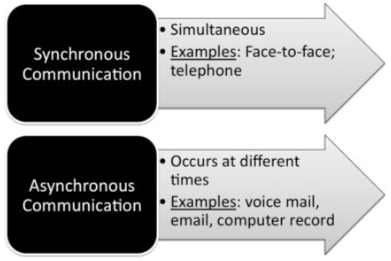 Synchronous
Communication
• Simultaneous
• Examples: Face-to-face;
telephone
Asynchronous
Communication
• Occurs at different
times
• Examples: voice mail,
email, computer record